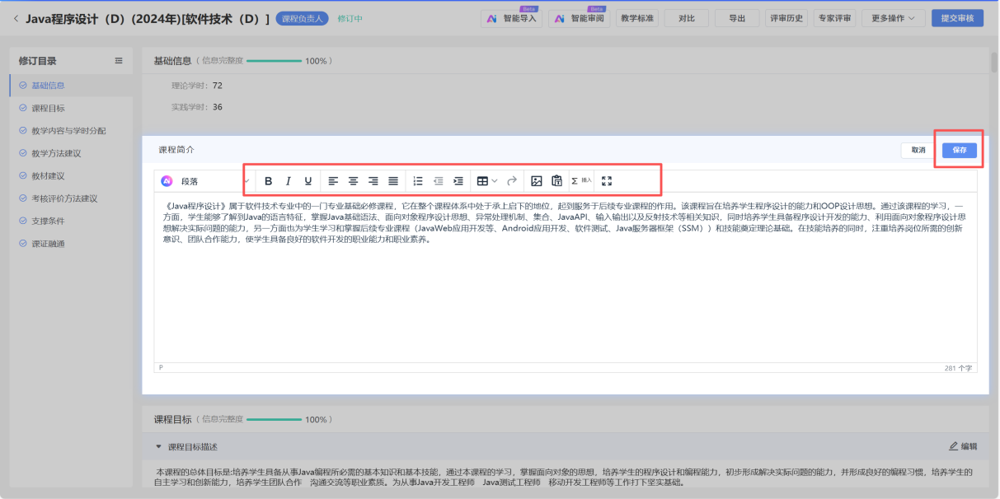 Java程序设计（D）(2024年)[软件技术（D）] 课程负责人 修订中 智能导入 Beta 智能审阅 Beta 教学标准 对比 导出 评审历史 专家评审 更多操作 提交审核
修订目录
基础信息
课程目标
教学内容与学时分配
教学方法建议
教材建议
考核评价方法建议
支撑条件
课证融通
基础信息（信息完整度 100%）
理论学时：72
实践学时：36
课程简介 取消 保存
Ai 段落 B I U Σ 插入
《Java程序设计》属于软件技术专业中的一门专业基础必修课程，它在整个课程体系中处于承上启下的地位，起到服务于后续专业课程的作用。该课程旨在培养学生程序设计的能力和OOP设计思想。通过该课程的学习，一
方面，学生能够了解到Java的语言特征，掌握Java基础语法、面向对象程序设计思想、异常处理机制、集合、JavaAPI、输入输出以及反射技术等相关知识，同时培养学生具备程序设计开发的能力、利用面向对象程序设计思
想解决实际问题的能力，另一方面也为学生学习和掌握后续专业课程（JavaWeb应用开发等、Android应用开发、软件测试、Java服务器框架（SSM））和技能奠定理论基础。在技能培养的同时，注重培养岗位所需的创新
意识、团队合作能力，使学生具备良好的软件开发的职业能力和职业素养。
P 281 个字
课程目标（信息完整度 100%）
课程目标描述 编辑
本课程的总体目标是:培养学生具备从事Java编程所必需的基本知识和基本技能，通过本课程的学习，掌握面向对象的思想，培养学生的程序设计和编程能力，初步形成解决实际问题的能力，并形成良好的编程习惯，培养学生的
自主学习和创新能力，培养学生团队合作 沟通交流等职业素质。为从事Java开发工程师 Java测试工程师 移动开发工程师等工作打下坚实基础。